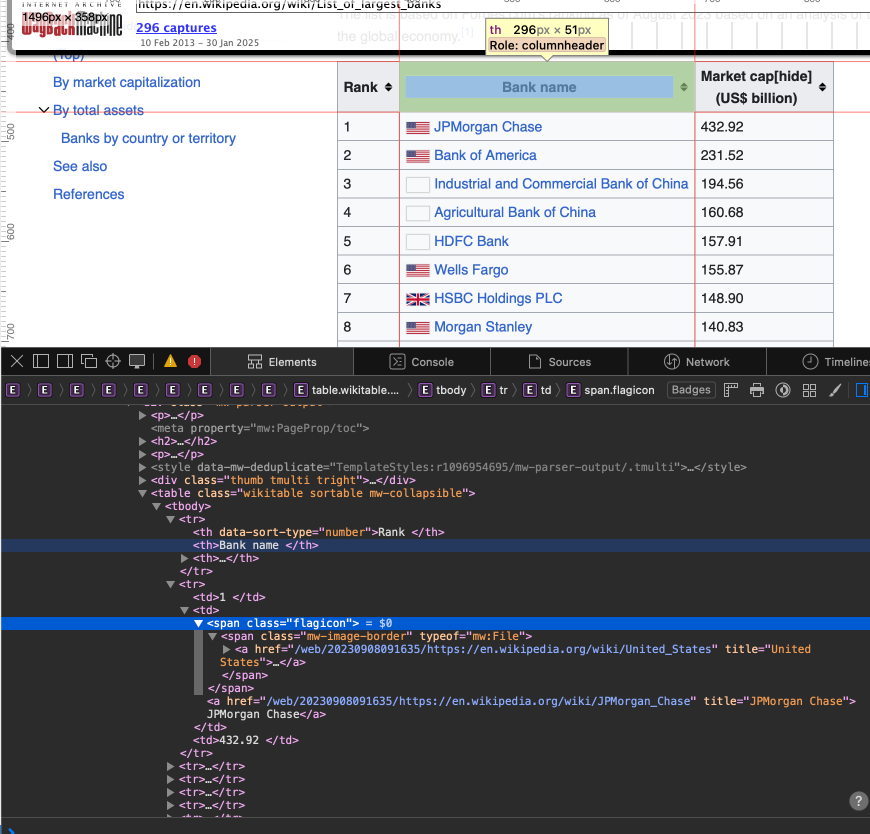 https://en.wikipedia.org/wiki/List_of_largest_banks
INTERNET ARCHIVE
WayBackMachine
1496px × 358px
296 captures
10 Feb 2013 – 30 Jan 2025
The list is based on Forbes.com's ranking as of August 2023 based on an analysis of
the global economy.[1]
th 296px × 51px
Role: columnheader
400
500
600
700
(Top)
By market capitalization
By total assets
Banks by country or territory
See also
References
Rank Bank name Market cap[hide]
(US$ billion)
1 JPMorgan Chase 432.92
2 Bank of America 231.52
3 Industrial and Commercial Bank of China 194.56
4 Agricultural Bank of China 160.68
5 HDFC Bank 157.91
6 Wells Fargo 155.87
7 HSBC Holdings PLC 148.90
8 Morgan Stanley 140.83
Elements Console Sources Network Timelines
E E E E E E E E E E table.wikitable.... E tbody E tr E td E span.flagicon Badges
<p>…</p>
<meta property="mw:PageProp/toc">
<h2>…</h2>
<p>…</p>
<style data-mw-deduplicate="TemplateStyles:r1096954695/mw-parser-output/.tmulti">…</style>
<div class="thumb tmulti tright">…</div>
<table class="wikitable sortable mw-collapsible">
<tbody>
<tr>
<th data-sort-type="number">Rank </th>
<th>Bank name </th>
<th>…</th>
</tr>
<tr>
<td>1 </td>
<td>
<span class="flagicon"> = $0
<span class="mw-image-border" typeof="mw:File">
<a href="/web/20230908091635/https://en.wikipedia.org/wiki/United_States" title="United
States">…</a>
</span>
</span>
<a href="/web/20230908091635/https://en.wikipedia.org/wiki/JPMorgan_Chase" title="JPMorgan Chase">
JPMorgan Chase</a>
</td>
<td>432.92 </td>
</tr>
<tr>…</tr>
<tr>…</tr>
<tr>…</tr>
<tr>…</tr>
<tr>…</tr>
?